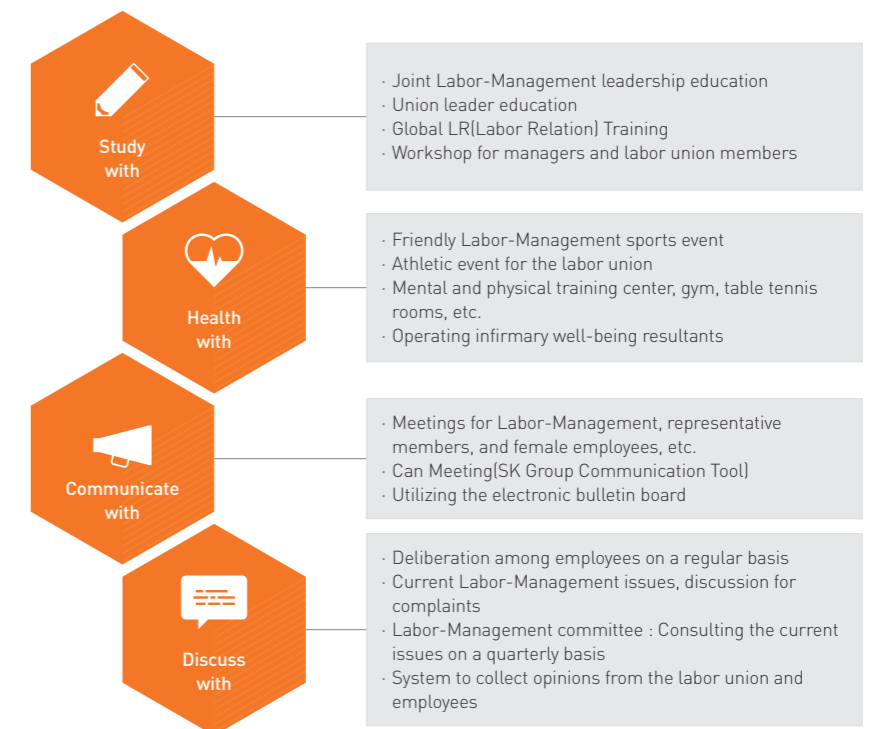 Study
with
· Joint Labor-Management leadership education
· Union leader education
· Global LR(Labor Relation) Training
· Workshop for managers and labor union members
Health
with
· Friendly Labor-Management sports event
· Athletic event for the labor union
· Mental and physical training center, gym, table tennis
rooms, etc.
· Operating infirmary well-being resultants
Communicate
with
· Meetings for Labor-Management, representative
members, and female employees, etc.
· Can Meeting(SK Group Communication Tool)
· Utilizing the electronic bulletin board
Discuss
with
· Deliberation among employees on a regular basis
· Current Labor-Management issues, discussion for
complaints
· Labor-Management committee : Consulting the current
issues on a quarterly basis
· System to collect opinions from the labor union and
employees